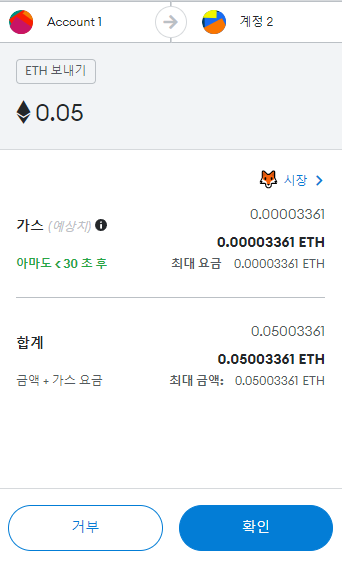 Account 1 계정 2
ETH 보내기
0.05
시장
0.00003361
가스 (예상치)
0.00003361 ETH
아마도 < 30 초 후 최대 요금 0.00003361 ETH
0.05003361
합계
0.05003361 ETH
금액 + 가스 요금 최대 금액: 0.05003361 ETH
거부 확인